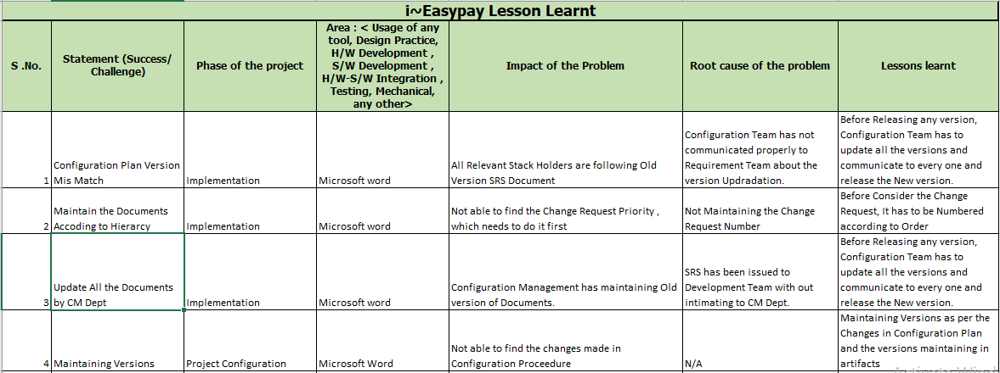 i~Easypay Lesson Learnt
S .No.
Statement (Success/
Challenge)
Phase of the project
Area : < Usage of any
tool, Design Practice,
H/W Development ,
S/W Development ,
H/W-S/W Integration ,
Testing, Mechanical,
any other>
Impact of the Problem
Root cause of the problem
Lessons learnt
1
Configuration Plan Version
Mis Match
Implementation
Microsoft word
All Relevant Stack Holders are following Old
Version SRS Document
Configuration Team has not
communicated properly to
Requirement Team about the
version Updradation.
Before Releasing any version,
Configuration Team has to
update all the versions and
communicate to every one and
release the New version.
2
Maintain the Documents
Accoding to Hierarcy
Implementation
Microsoft word
Not able to find the Change Request Priority ,
which needs to do it first
Not Maintaining the Change
Request Number
Before Consider the Change
Request, It has to be Numbered
according to Order
3
Update All the Documents
by CM Dept
Implementation
Microsoft word
Configuration Management has maintaining Old
version of Documents.
SRS has been issued to
Development Team with out
intimating to CM Dept.
Before Releasing any version,
Configuration Team has to
update all the versions and
communicate to every one and
release the New version.
4
Maintaining Versions
Project Configuration
Microsoft Word
Not able to find the changes made in
Configuration Proceedure
N/A
Maintaining Versions as per the
Changes in Configuration Plan
and the versions maintaining in
artifacts